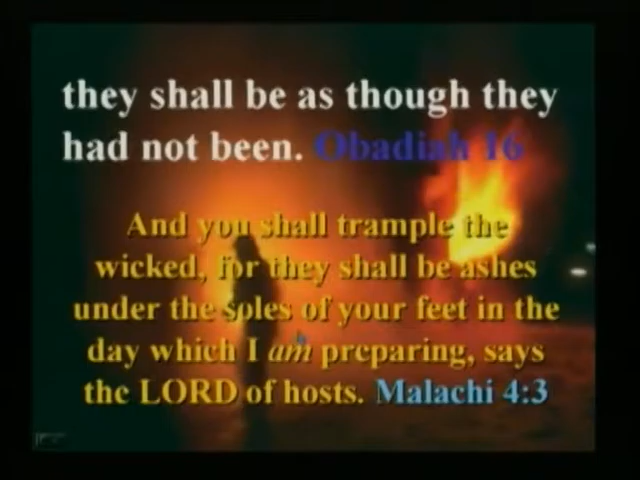 they shall be as though they
had not been. Obadiah 16
And you shall trample the
wicked, for they shall be ashes
under the soles of your feet in the
day which I am preparing, says
the LORD of hosts. Malachi 4:3